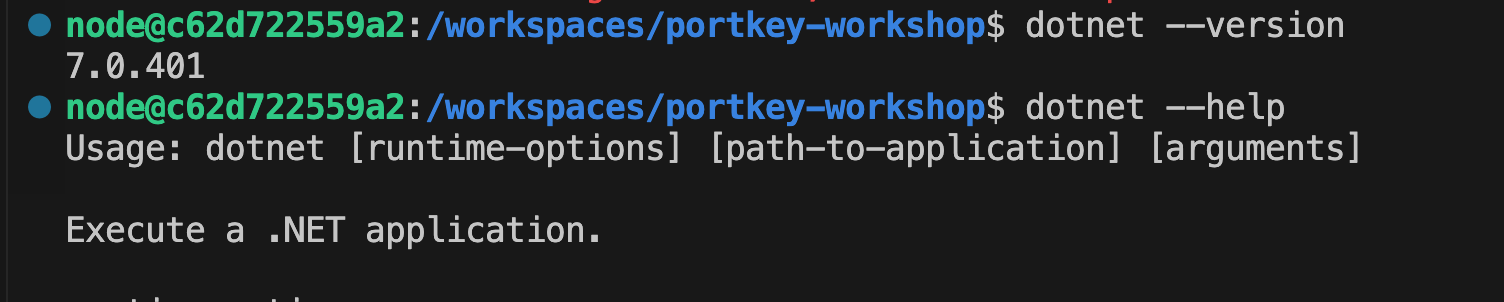 node@c62d722559a2:/workspaces/portkey-workshop$ dotnet --version
7.0.401
node@c62d722559a2:/workspaces/portkey-workshop$ dotnet --help
Usage: dotnet [runtime-options] [path-to-application] [arguments]
Execute a .NET application.